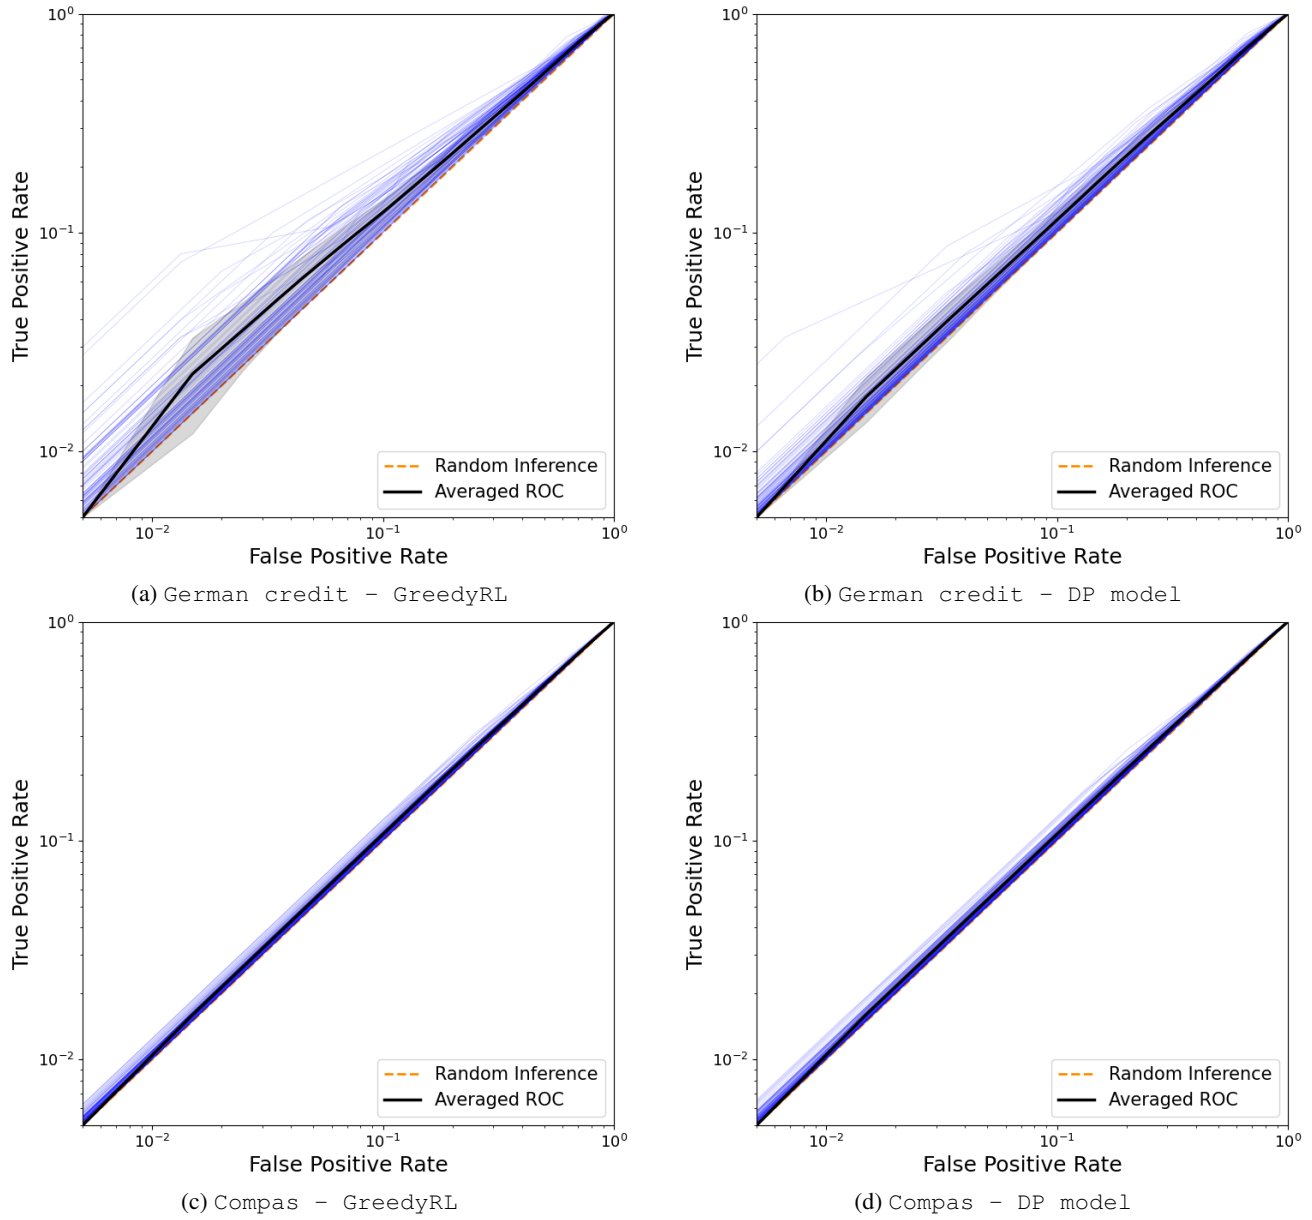 10⁰
10⁻¹
10⁻²
True Positive Rate
Random Inference
Averaged ROC
10⁻² 10⁻¹ 10⁰
False Positive Rate
(a) German credit – GreedyRL
10⁰
10⁻¹
10⁻²
True Positive Rate
Random Inference
Averaged ROC
10⁻² 10⁻¹ 10⁰
False Positive Rate
(b) German credit – DP model
10⁰
10⁻¹
10⁻²
True Positive Rate
Random Inference
Averaged ROC
10⁻² 10⁻¹ 10⁰
False Positive Rate
(c) Compas – GreedyRL
10⁰
10⁻¹
10⁻²
True Positive Rate
Random Inference
Averaged ROC
10⁻² 10⁻¹ 10⁰
False Positive Rate
(d) Compas – DP model